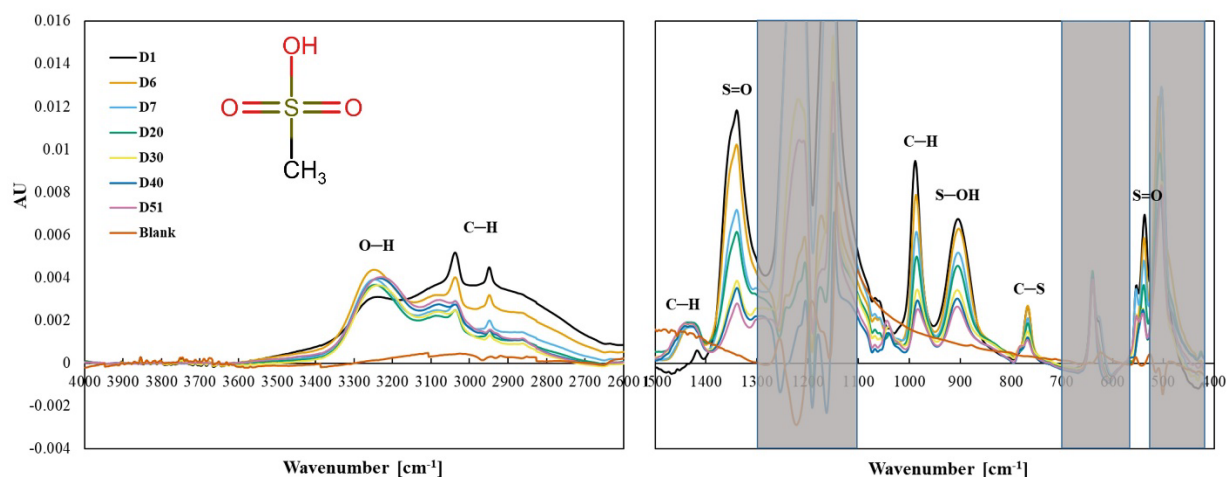 0.016
0.014
0.012
0.01
0.008
0.006
0.004
0.002
0
-0.002
-0.004
AU
D1
D6
D7
D20
D30
D40
D51
Blank
OH
O S O
CH3
O—H
C—H
4000 3900 3800 3700 3600 3500 3400 3300 3200 3100 3000 2900 2800 2700 2600
Wavenumber [cm-1]
S=O
C—H
C—H
S—OH
C—S
S=O
1500 1400 1300 1200 1100 1000 900 800 700 600 500 400
Wavenumber [cm-1]